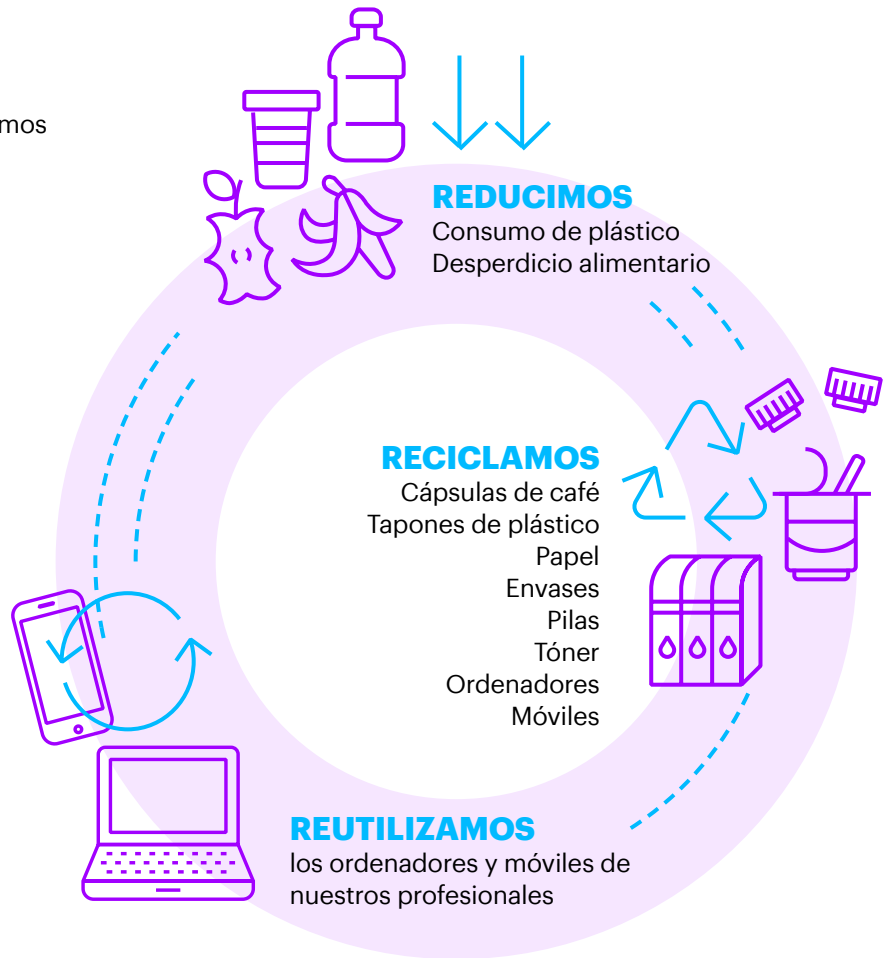 mos
REDUCIMOS
Consumo de plástico
Desperdicio alimentario
RECICLAMOS
Cápsulas de café
Tapones de plástico
Papel
Envases
Pilas
Tóner
Ordenadores
Móviles
REUTILIZAMOS
los ordenadores y móviles de
nuestros profesionales